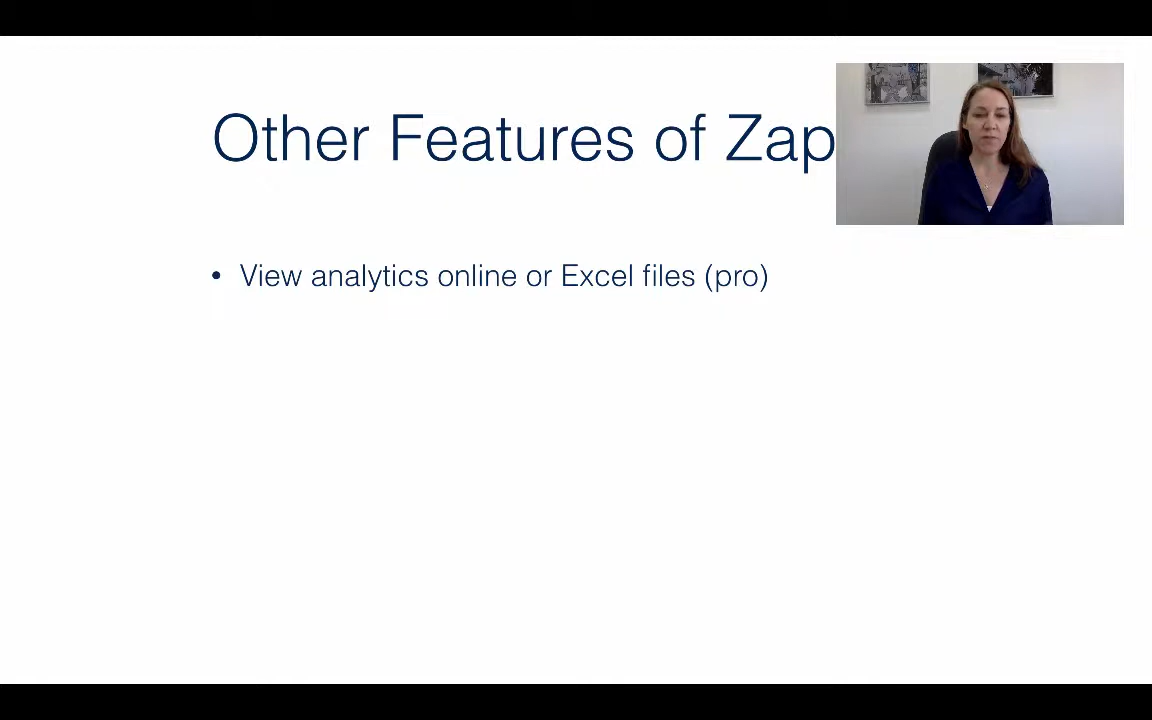 Other Features of Zap
• View analytics online or Excel files (pro)